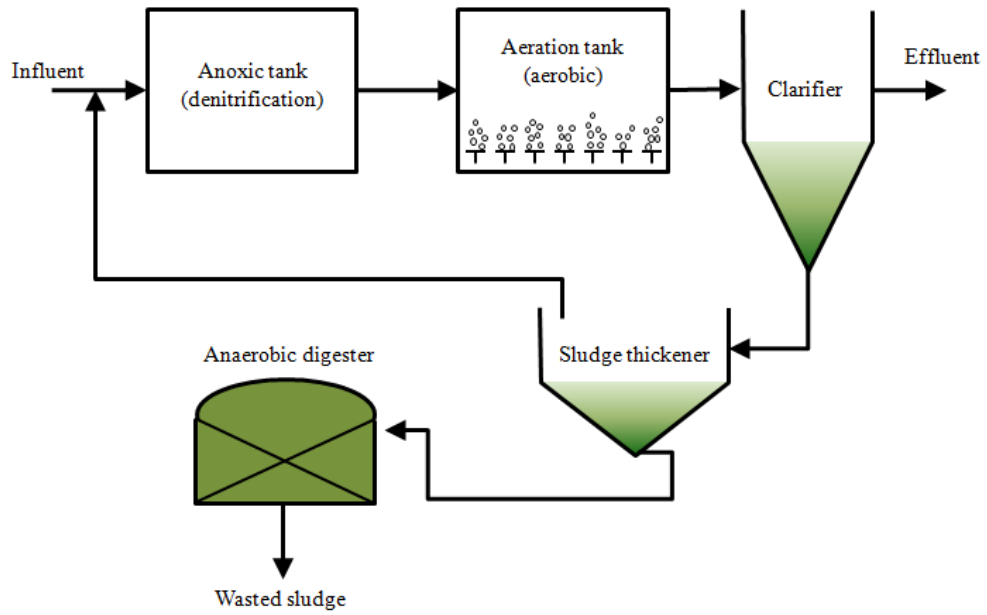 Influent
Anoxic tank
(denitrification)
Aeration tank
(aerobic)
Clarifier
Effluent
Sludge thickener
Anaerobic digester
Wasted sludge